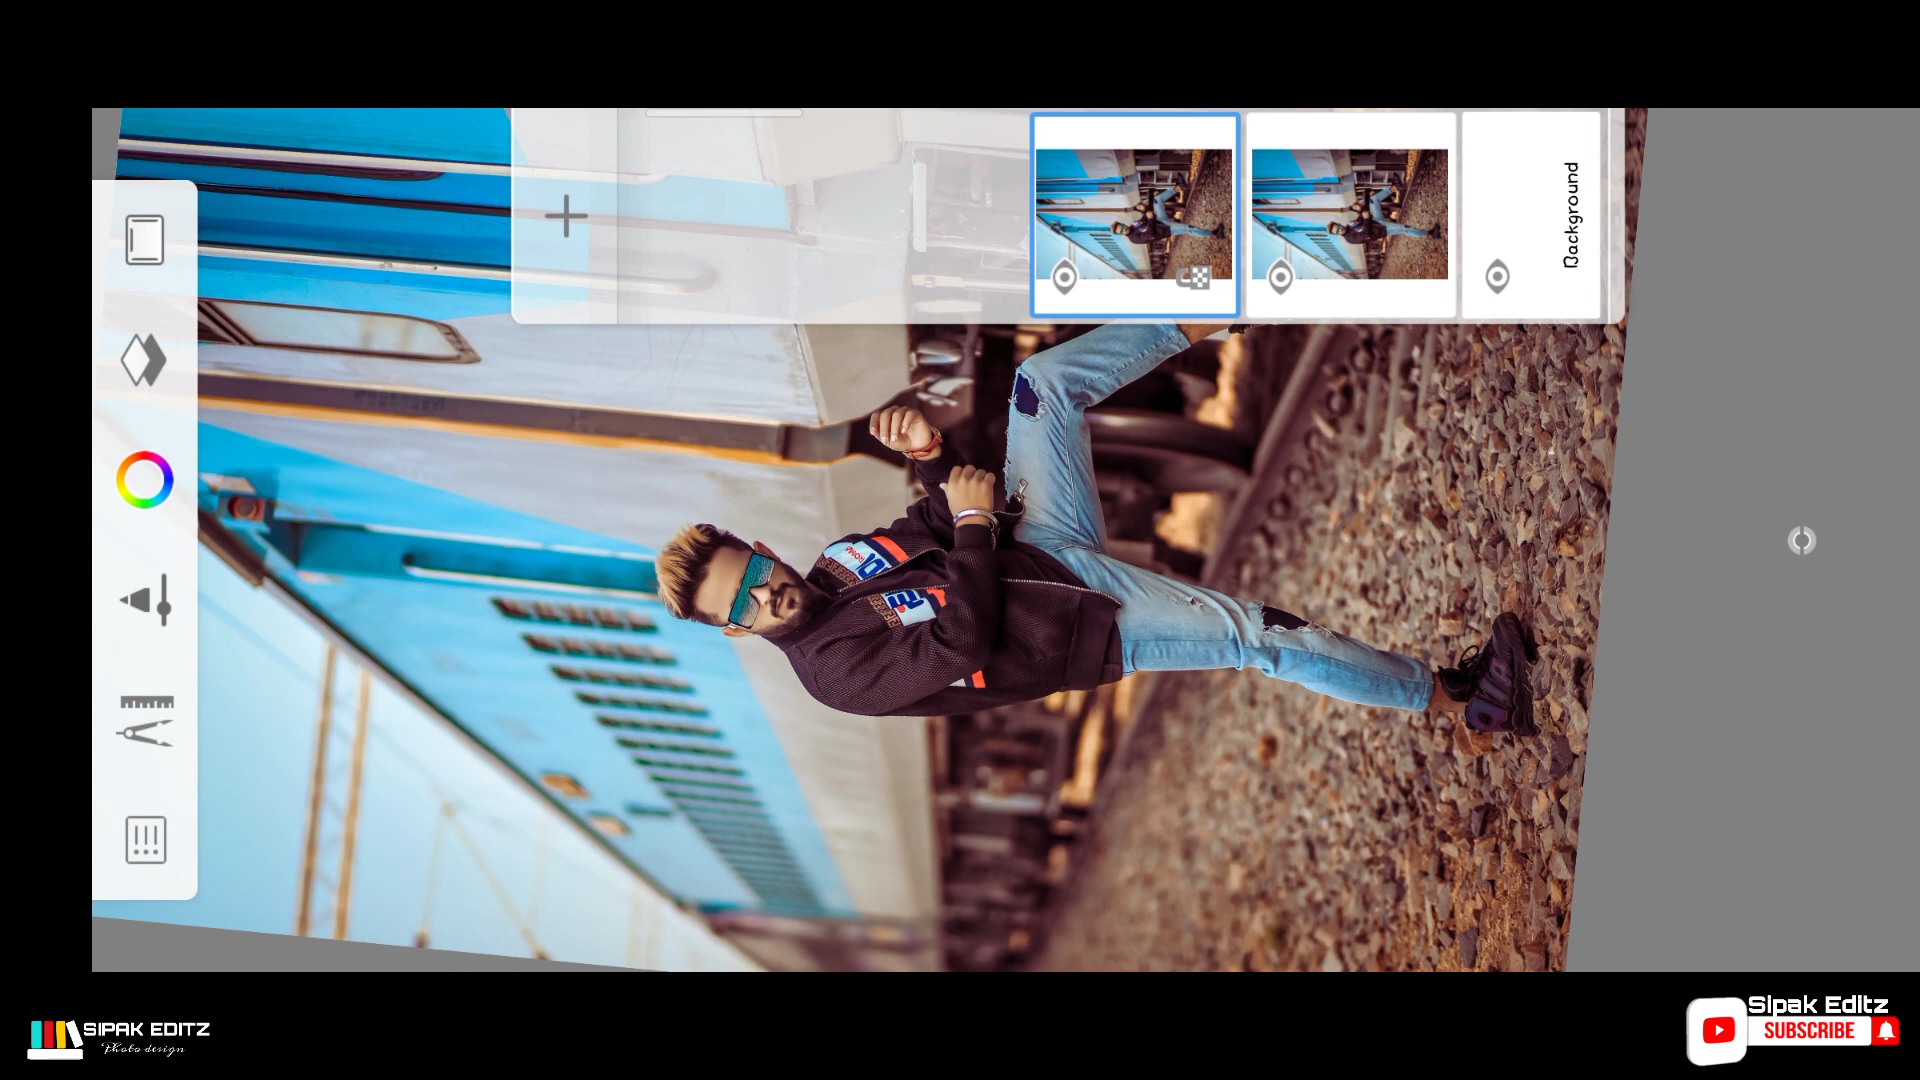 Background
SIPAK EDITZ
Photo design
Sipak Editz
SUBSCRIBE